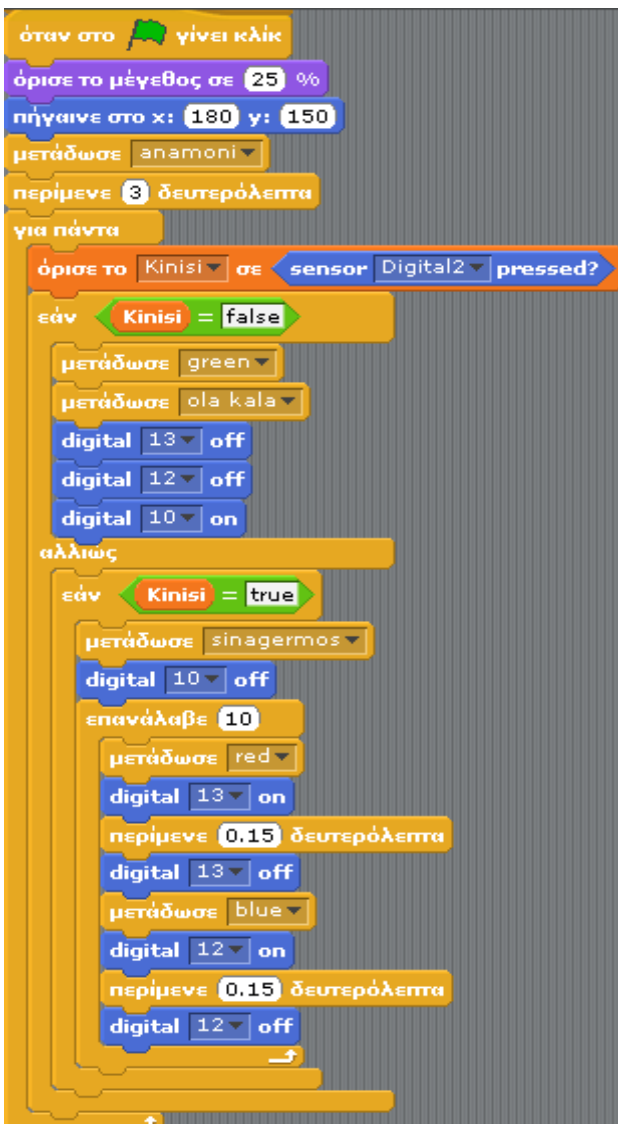 όταν στο γίνει κλίκ
όρισε το μέγεθος σε 25 %
πήγαινε στο x: 180 y: 150
μετάδωσε anamoni
περίμενε 3 δευτερόλεπτα
για πάντα
όρισε το Kinisi σε sensor Digital2 pressed?
εάν Kinisi = false
μετάδωσε green
μετάδωσε ola kala
digital 13 off
digital 12 off
digital 10 on
αλλιώς
εάν Kinisi = true
μετάδωσε sinagermos
digital 10 off
επανάλαβε 10
μετάδωσε red
digital 13 on
περίμενε 0.15 δευτερόλεπτα
digital 13 off
μετάδωσε blue
digital 12 on
περίμενε 0.15 δευτερόλεπτα
digital 12 off